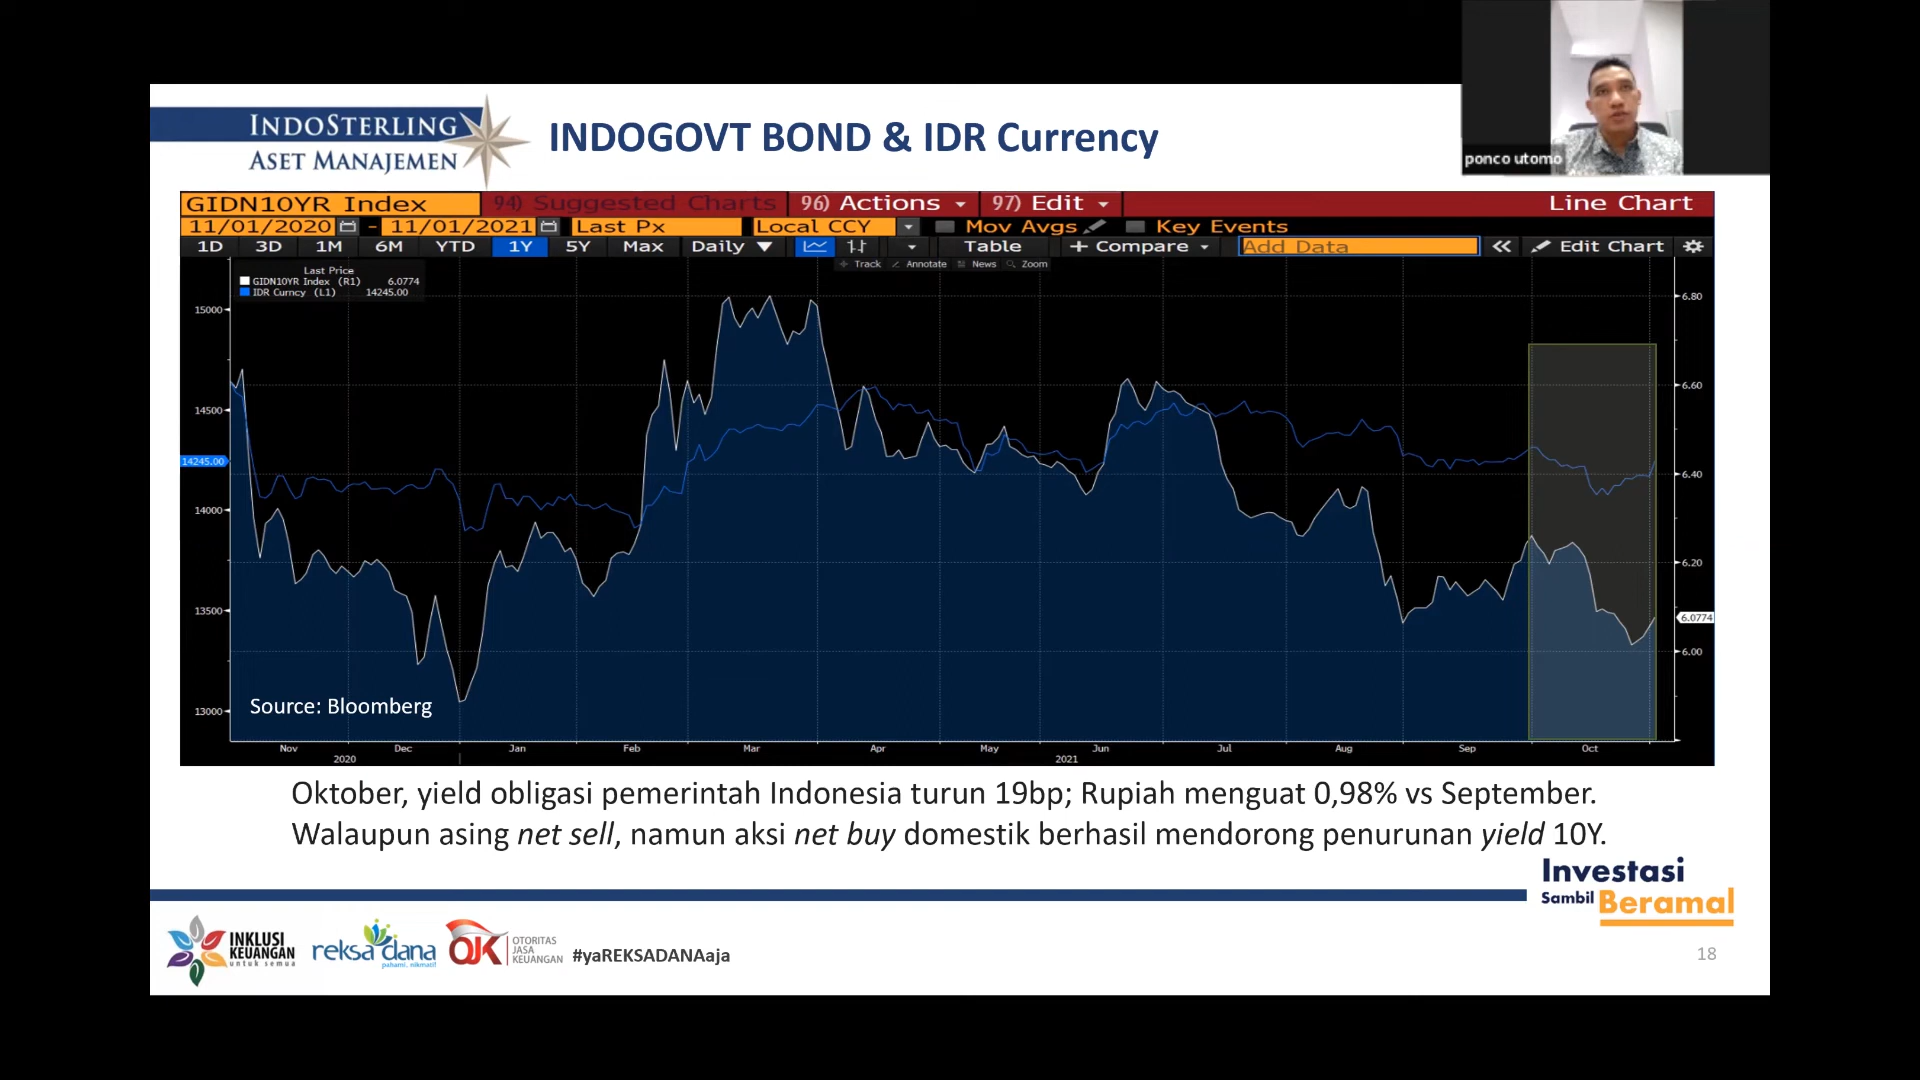 ponco utomo
INDOSTERLING
ASET MANAJEMEN
INDOGOVT BOND & IDR Currency
GIDN10YR Index 94) Suggested Charts 96) Actions 97) Edit Line Chart
11/01/2020 - 11/01/2021 Last Px Local CCY Mov Avgs Key Events
1D 3D 1M 6M YTD 1Y 5Y Max Daily ▼ Table + Compare Add Data « Edit Chart
Track Annotate News Zoom
Last Price
GIDN10YR Index (R1) 6.0774
IDR Curncy (L1) 14245.00
15000
14500
14245.00
14000
13500
13000
6.80
6.60
6.40
6.20
6.0774
6.00
Source: Bloomberg
Nov Dec Jan Feb Mar Apr May Jun Jul Aug Sep Oct
2020 2021
Oktober, yield obligasi pemerintah Indonesia turun 19bp; Rupiah menguat 0,98% vs September.
Walaupun asing net sell, namun aksi net buy domestik berhasil mendorong penurunan yield 10Y.
Investasi
Sambil Beramal
INKLUSI
KEUANGAN
untuk semua
reksa dana
pahami, nikmati
OJK
OTORITAS
JASA
KEUANGAN
#yaREKSADANAaja
18